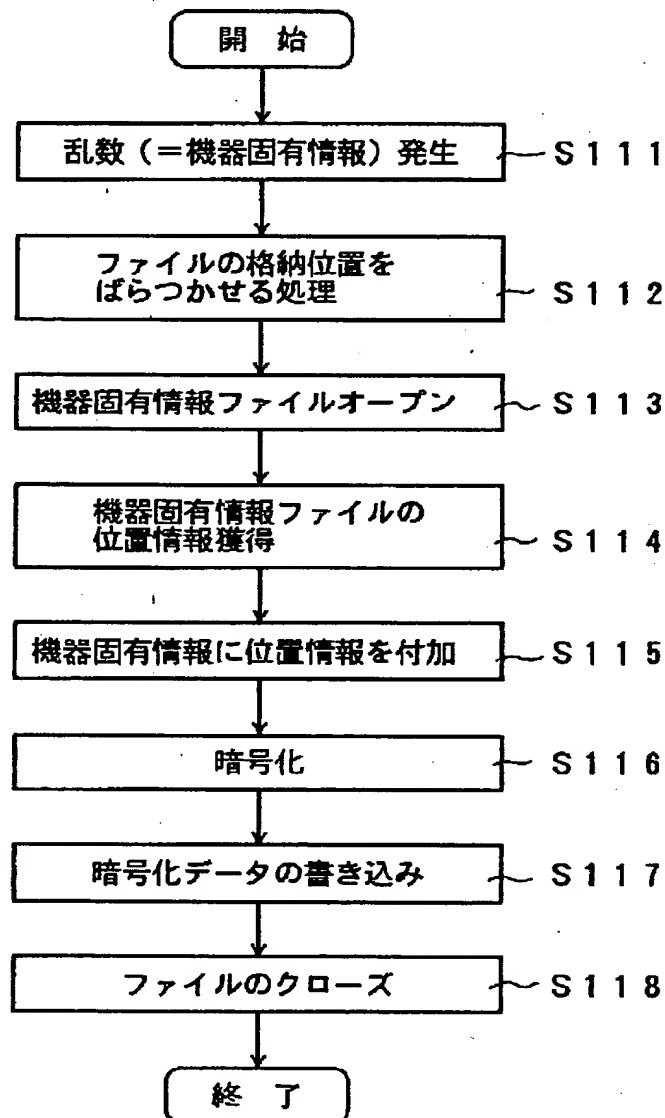 開 始
乱数（＝機器固有情報）発生
S111
ファイルの格納位置を
ばらつかせる処理
S112
機器固有情報ファイルオープン
S113
機器固有情報ファイルの
位置情報獲得
S114
機器固有情報に位置情報を付加
S115
暗号化
S116
暗号化データの書き込み
S117
ファイルのクローズ
S118
終 了